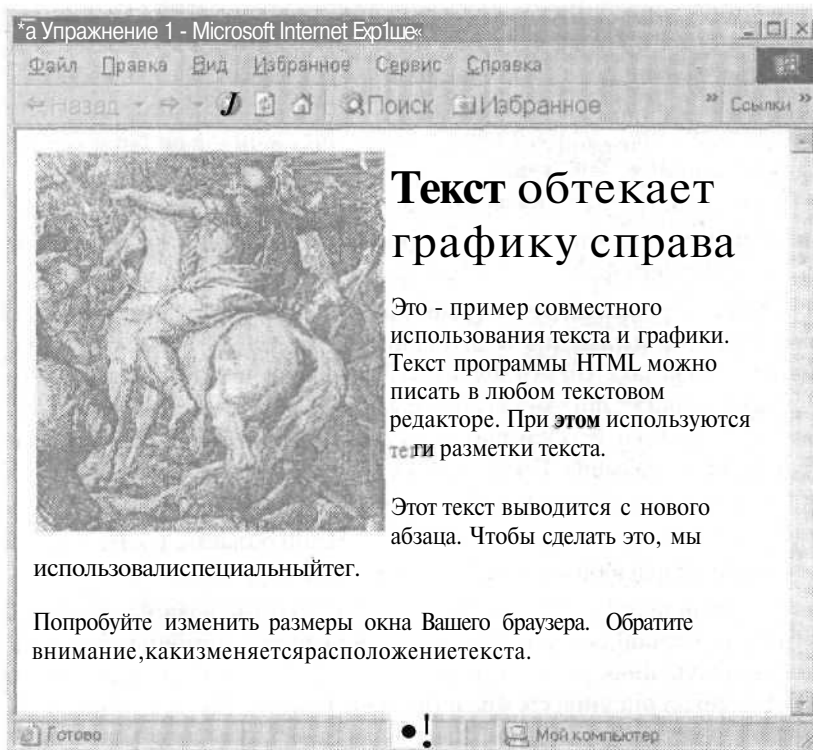 *а Упражнение 1 - Microsoft Internet Exp1ше«
Файл Правка Вид Избранное Сервис Справка
Назад Поиск Избранное » Ссылки »
Текст обтекает
графику справа
Это - пример совместного
использования текста и графики.
Текст программы HTML можно
писать в любом текстовом
редакторе. При этом используются
теги разметки текста.
Этот текст выводится с нового
абзаца. Чтобы сделать это, мы
использовалиспециальныйтег.
Попробуйте изменить размеры окна Вашего браузера. Обратите
внимание,какизменяетсярасположениетекста.
Готово Мой компьютер